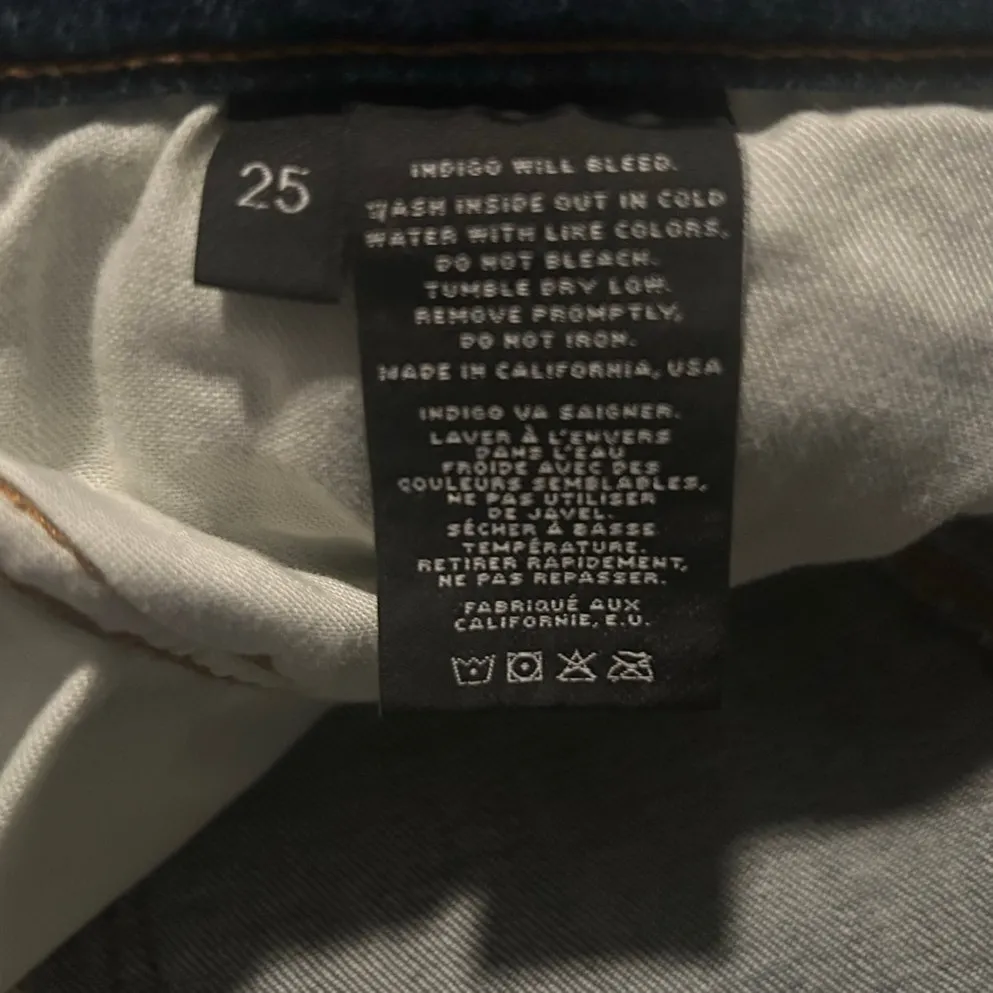 25
INDIGO WILL BLEED.
WASH INSIDE OUT IN COLD
WATER WITH LIKE COLORS.
DO NOT BLEACH.
TUMBLE DRY LOW.
REMOVE PROMPTLY,
DO NOT IRON.
MADE IN CALIFORNIA, USA
INDIGO VA SAIGNER.
LAVER À L'ENVERS
DANS L'EAU
FROIDE AVEC DES
COULEURS SEMBLABLES,
NE PAS UTILISER
DE JAVEL.
SÉCHER À BASSE
TEMPÉRATURE.
RETIRER RAPIDEMENT,
NE PAS REPASSER.
FABRIQUÉ AUX
CALIFORNIE, E.U.